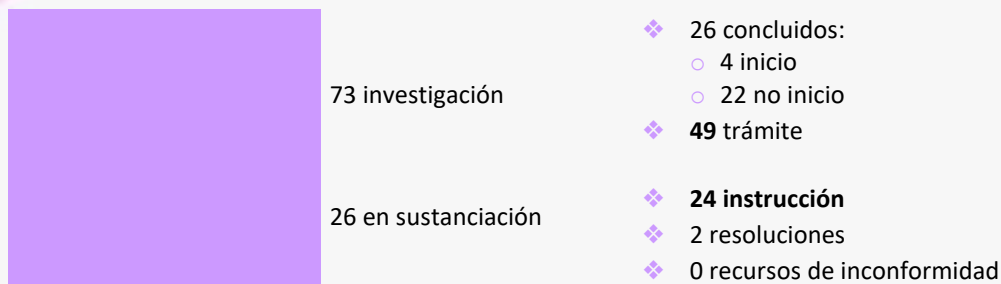 73 investigación
26 concluidos:
4 inicio
22 no inicio
49 trámite
26 en sustanciación
24 instrucción
2 resoluciones
0 recursos de inconformidad